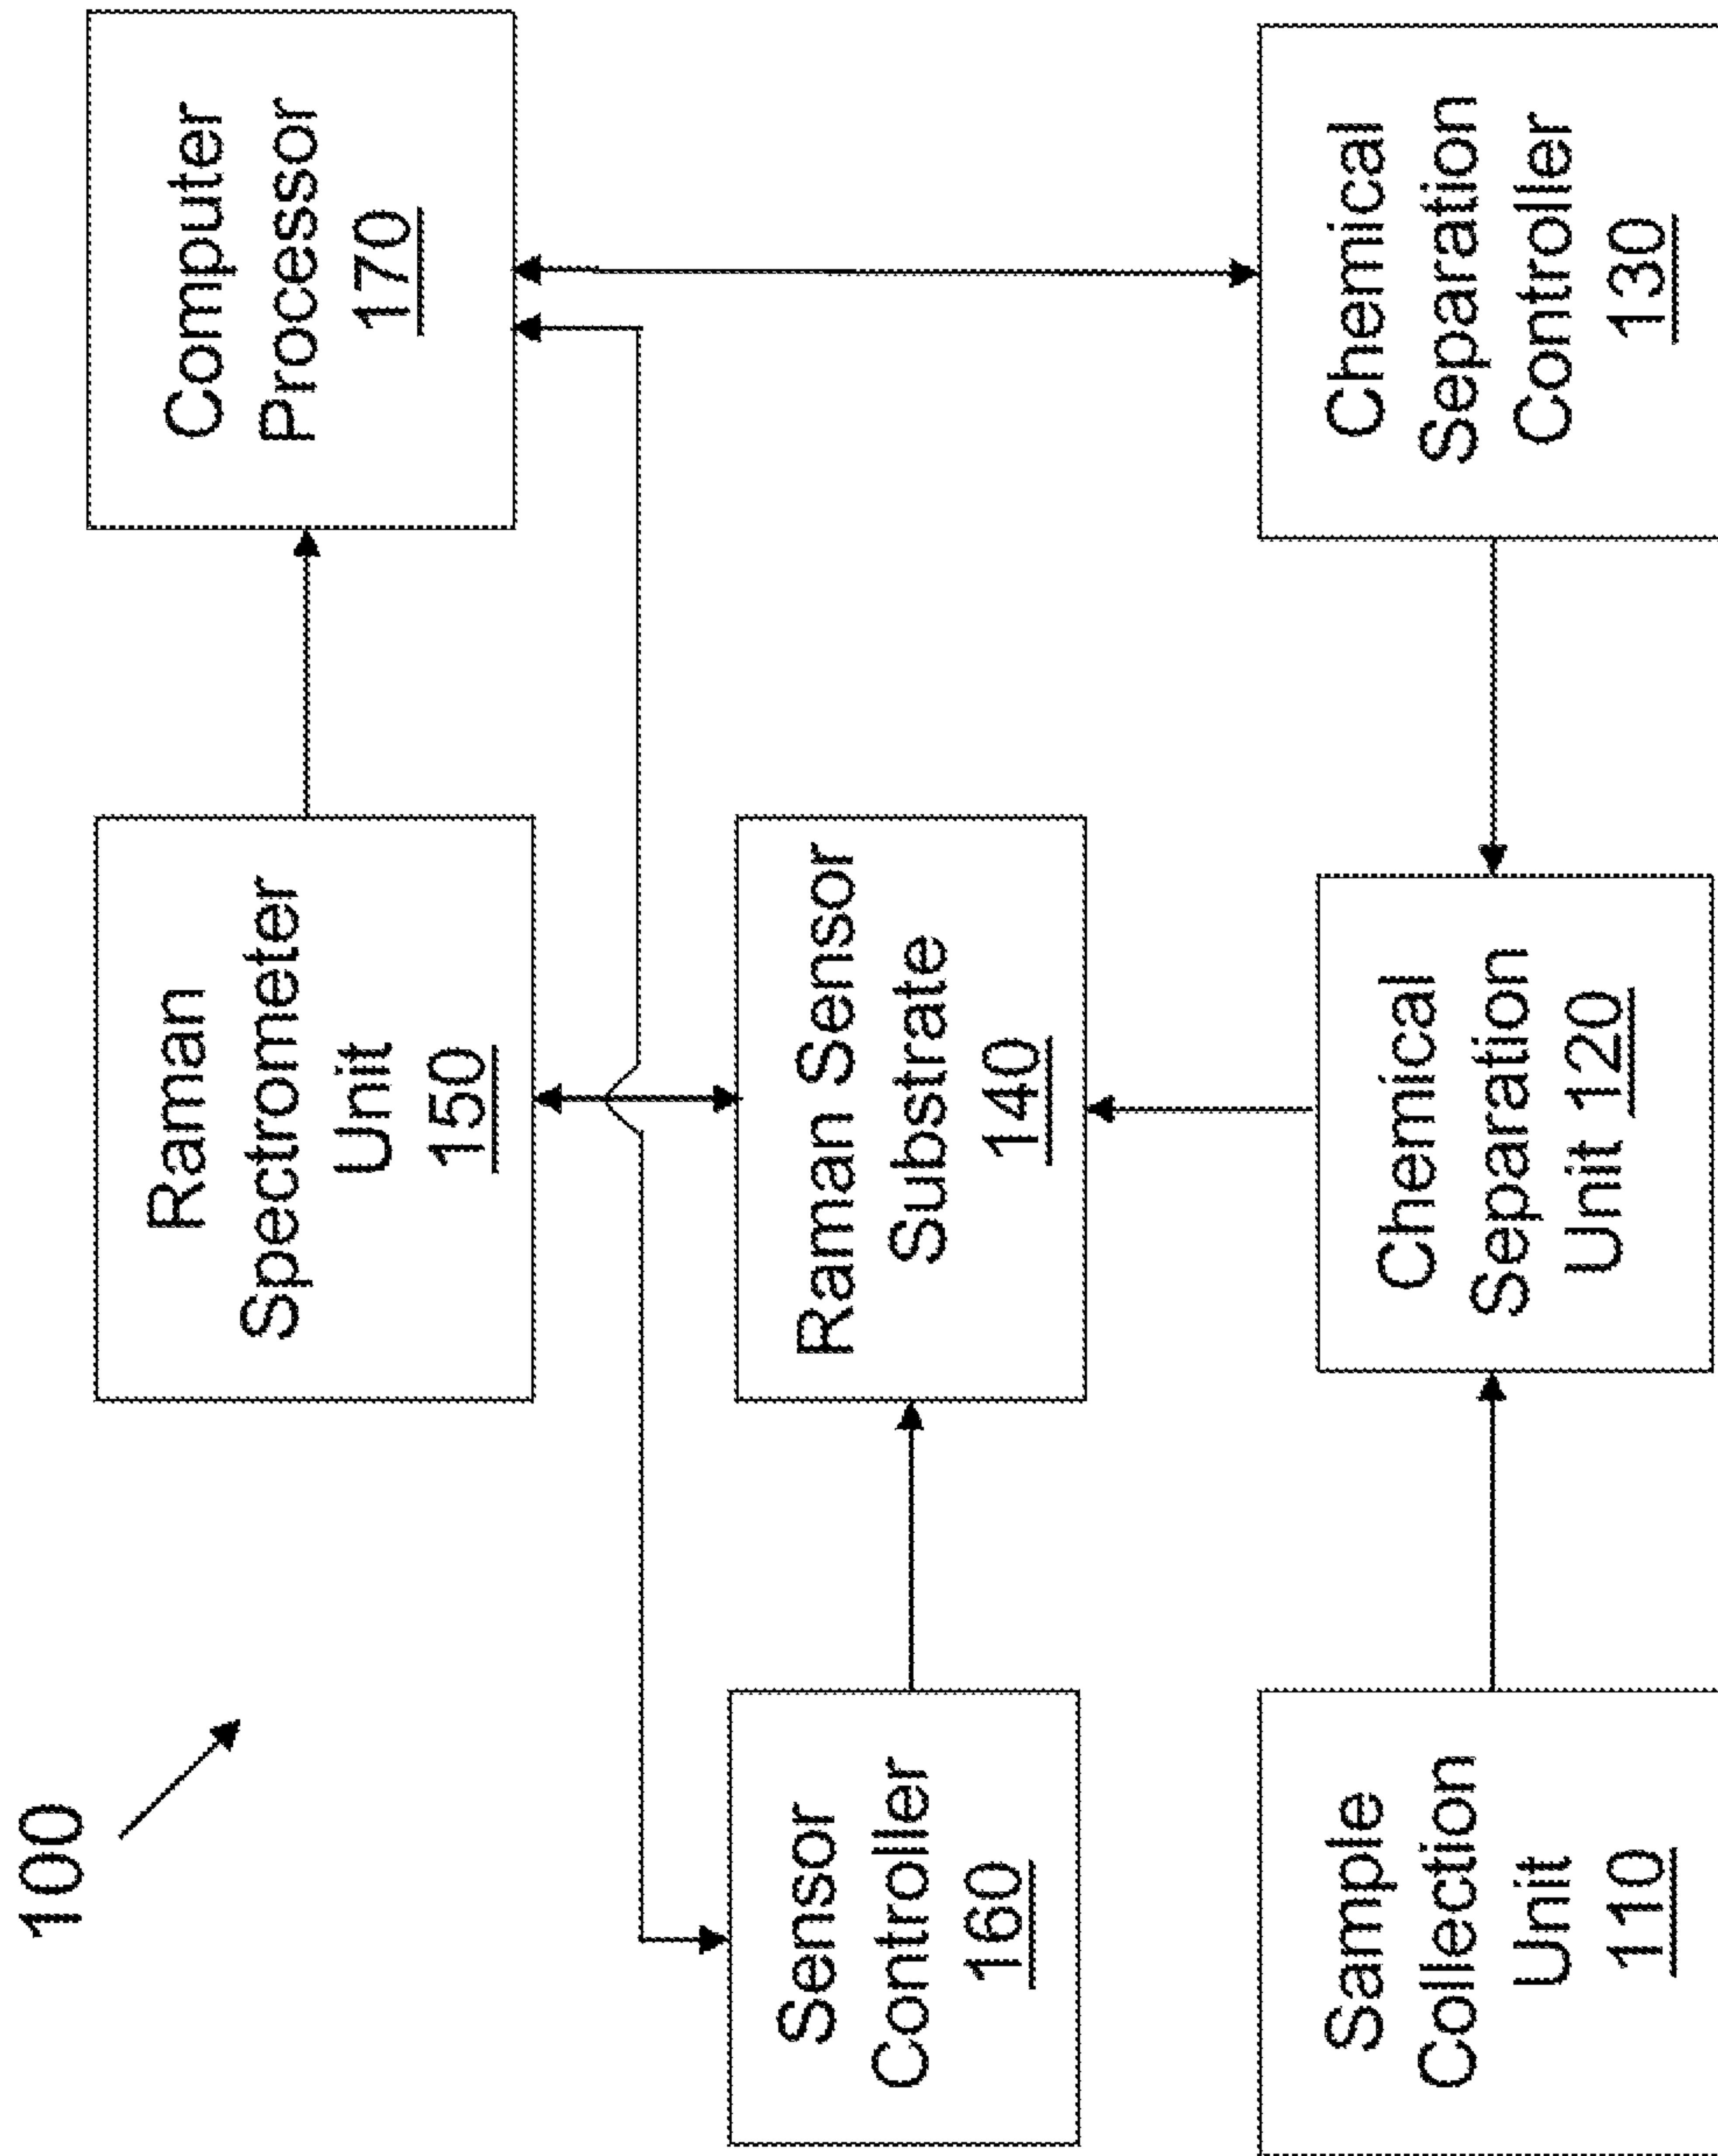 100
Raman
Spectrometer
Unit
150
Computer
Processor
170
Sensor
Controller
160
Raman Sensor
Substrate
140
Sample
Collection
Unit
110
Chemical
Separation
Unit 120
Chemical
Separation
Controller
130